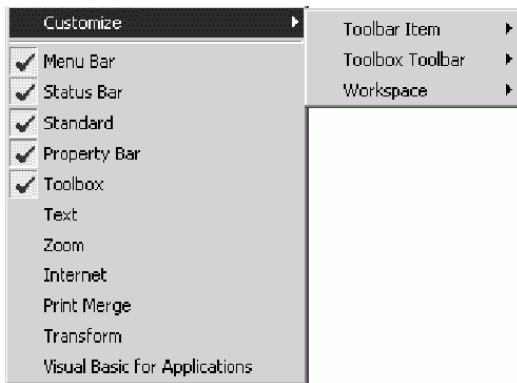 Customize
Menu Bar
Status Bar
Standard
Property Bar
Toolbox
Text
Zoom
Internet
Print Merge
Transform
Visual Basic for Applications
Toolbar Item
Toolbox Toolbar
Workspace